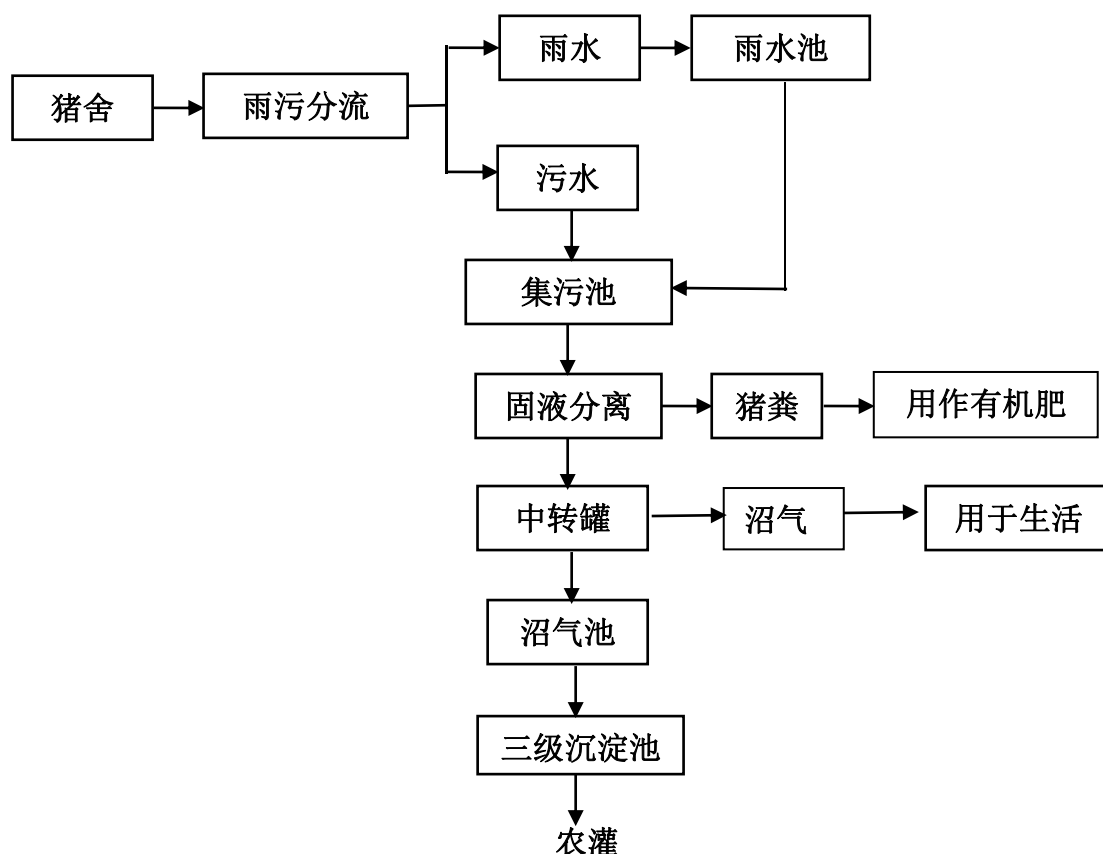 雨水
雨水池
猪舍
雨污分流
污水
集污池
固液分离
猪粪
用作有机肥
中转罐
沼气
用于生活
沼气池
三级沉淀池
农灌